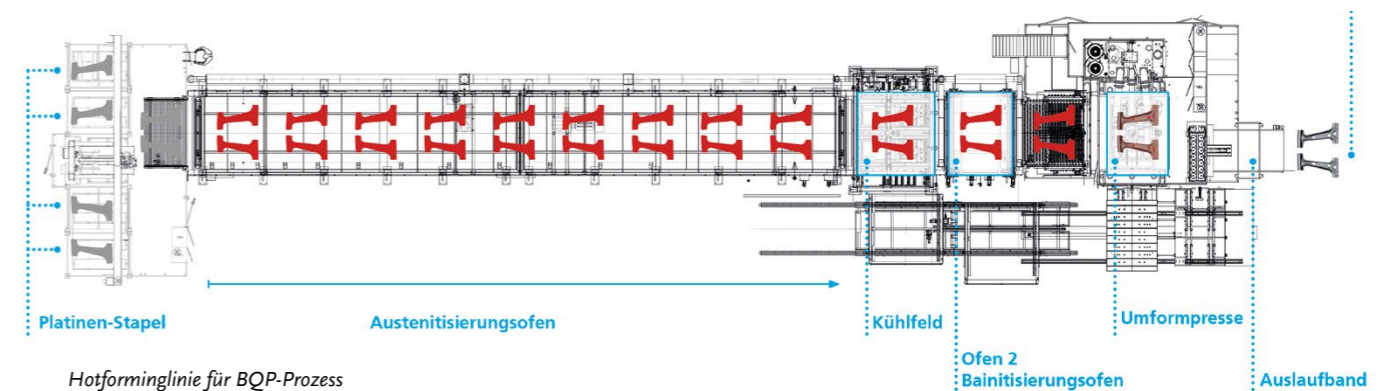 Platinen-Stapel
Austenitisierungsofen
Kühlfeld
Umformpresse
Ofen 2
Bainitisierungsofen
Auslaufband
Hotforminglinie für BQP-Prozess